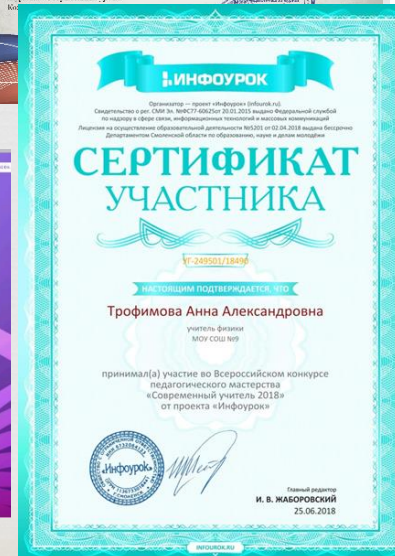 ИНФОУРОК
Организатор — проект «Инфоурок» (infourok.ru).
Свидетельство о рег. СМИ Эл. №ФС77-60625от 20.01.2015 выдано Федеральной службой
по надзору в сфере связи, информационных технологий и массовых коммуникаций
Лицензия на осуществление образовательной деятельности №5201 от 02.04.2018 выдана бессрочно
Департаментом Смоленской области по образованию, науке и делам молодёжи
СЕРТИФИКАТ
УЧАСТНИКА
УГ-249501/18490
НАСТОЯЩИМ ПОДТВЕРЖДАЕТСЯ, ЧТО
Трофимова Анна Александровна
учитель физики
МОУ СОШ №9
принимал(а) участие во Всероссийском конкурсе
педагогического мастерства
«Современный учитель 2018»
от проекта «Инфоурок»
«Инфоурок»
Главный редактор
И. В. ЖАБОРОВСКИЙ
25.06.2018
INFOUROK.RU